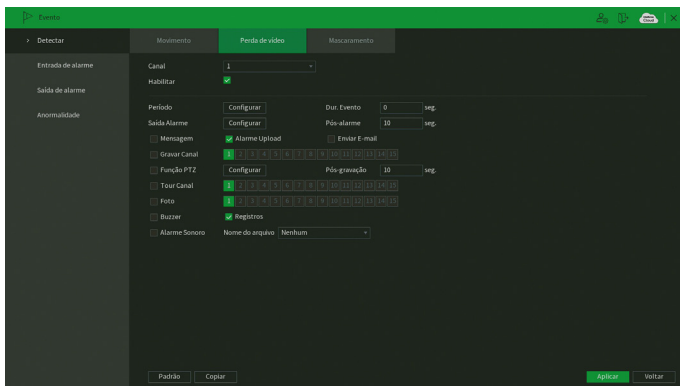 Evento
Detectar
Entrada de alarme
Saída de alarme
Anormalidade
Movimento Perda de vídeo Mascaramento
Canal 1
Habilitar
Período Configurar Dur. Evento 0 seg.
Saída Alarme Configurar Pós-alarme 10 seg.
Mensagem Alarme Upload Enviar E-mail
Gravar Canal 1 2 3 4 5 6 7 8 9 10 11 12 13 14 15
Função PTZ Configurar Pós-gravação 10 seg.
Tour Canal 1 2 3 4 5 6 7 8 9 10 11 12 13 14 15
Foto 1 2 3 4 5 6 7 8 9 10 11 12 13 14 15
Buzzer Registros
Alarme Sonoro Nome do arquivo Nenhum
Padrão Copiar Aplicar Voltar